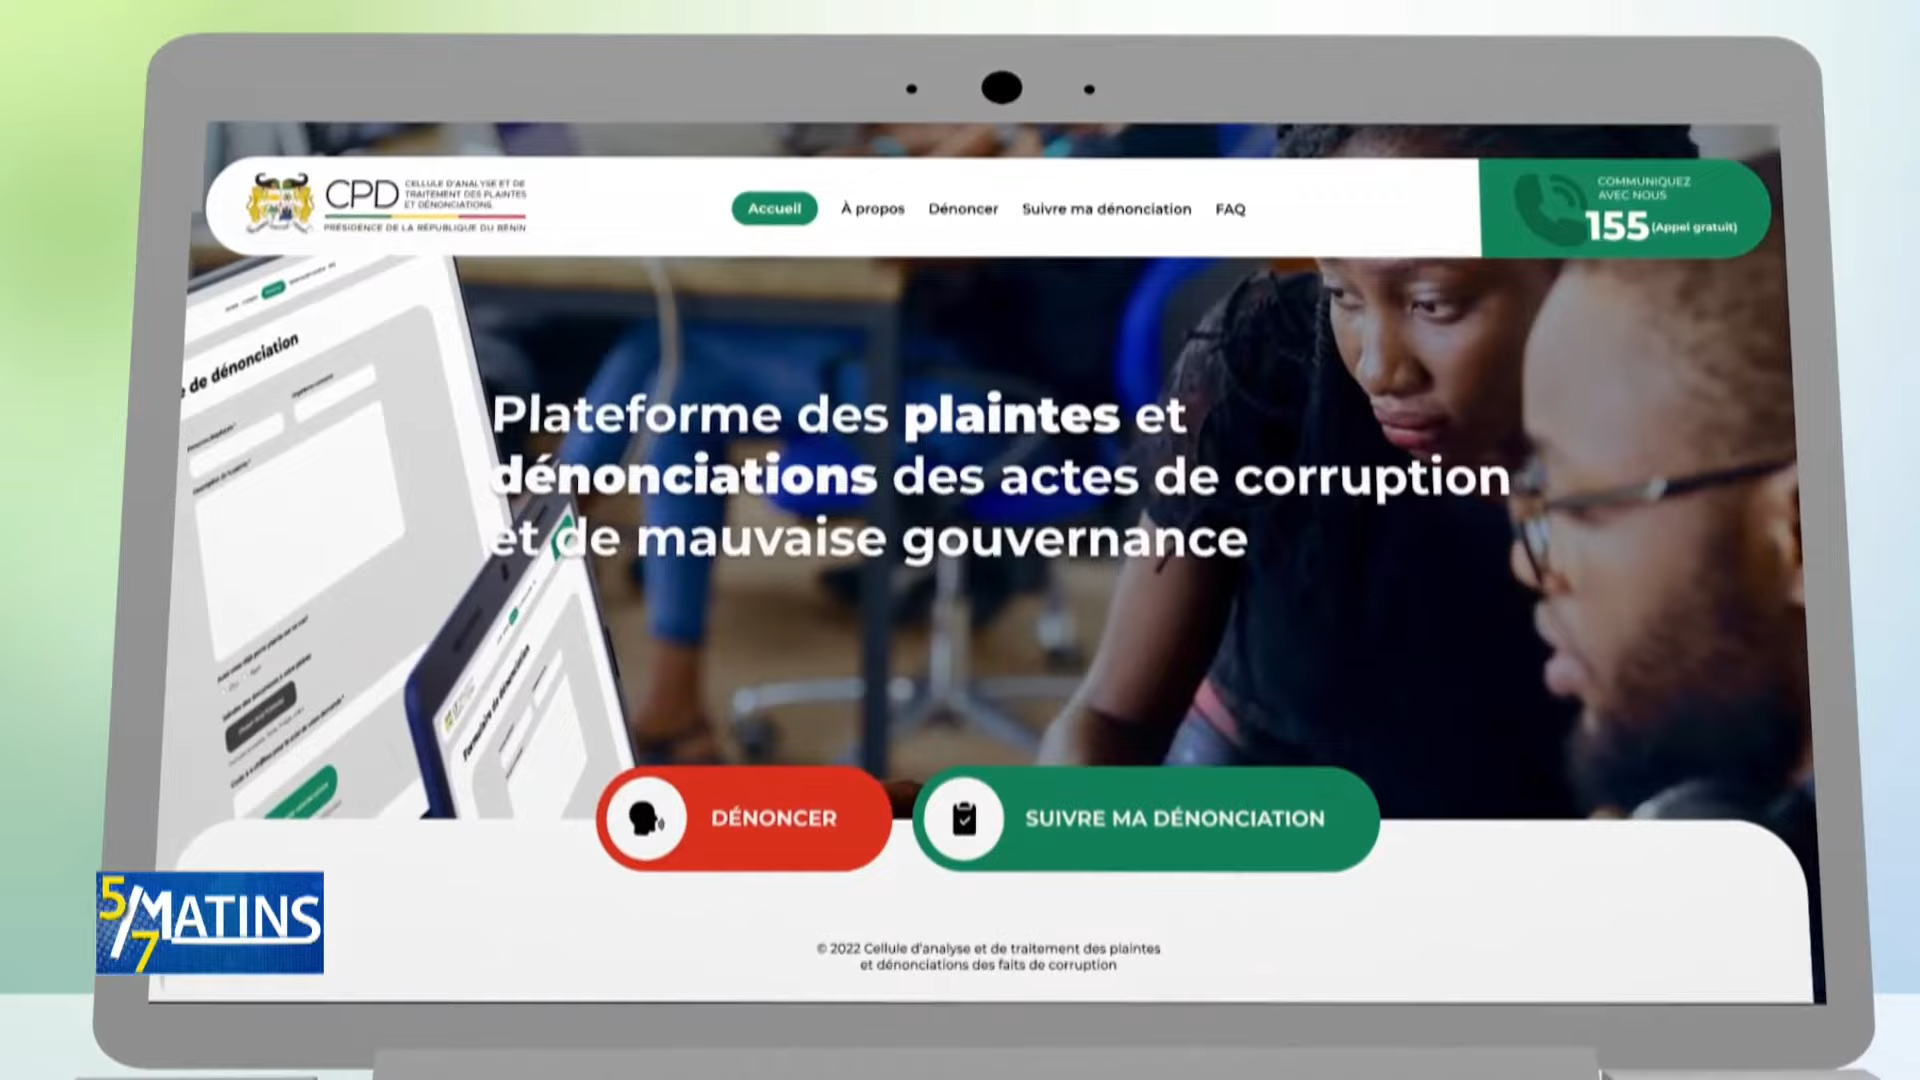 CPD
CELLULE D'ANALYSE ET DE
TRAITEMENT DES PLAINTES
ET DÉNONCIATIONS
PRÉSIDENCE DE LA RÉPUBLIQUE DU BÉNIN
Accueil
À propos
Dénoncer
Suivre ma dénonciation
FAQ
COMMUNIQUEZ
AVEC NOUS
155 (Appel gratuit)
de dénonciation
Plateforme des plaintes et
dénonciations des actes de corruption
et de mauvaise gouvernance
Formulaire de dénonciation
DÉNONCER
SUIVRE MA DÉNONCIATION
5/7 MATINS
© 2022 Cellule d'analyse et de traitement des plaintes
et dénonciations des faits de corruption